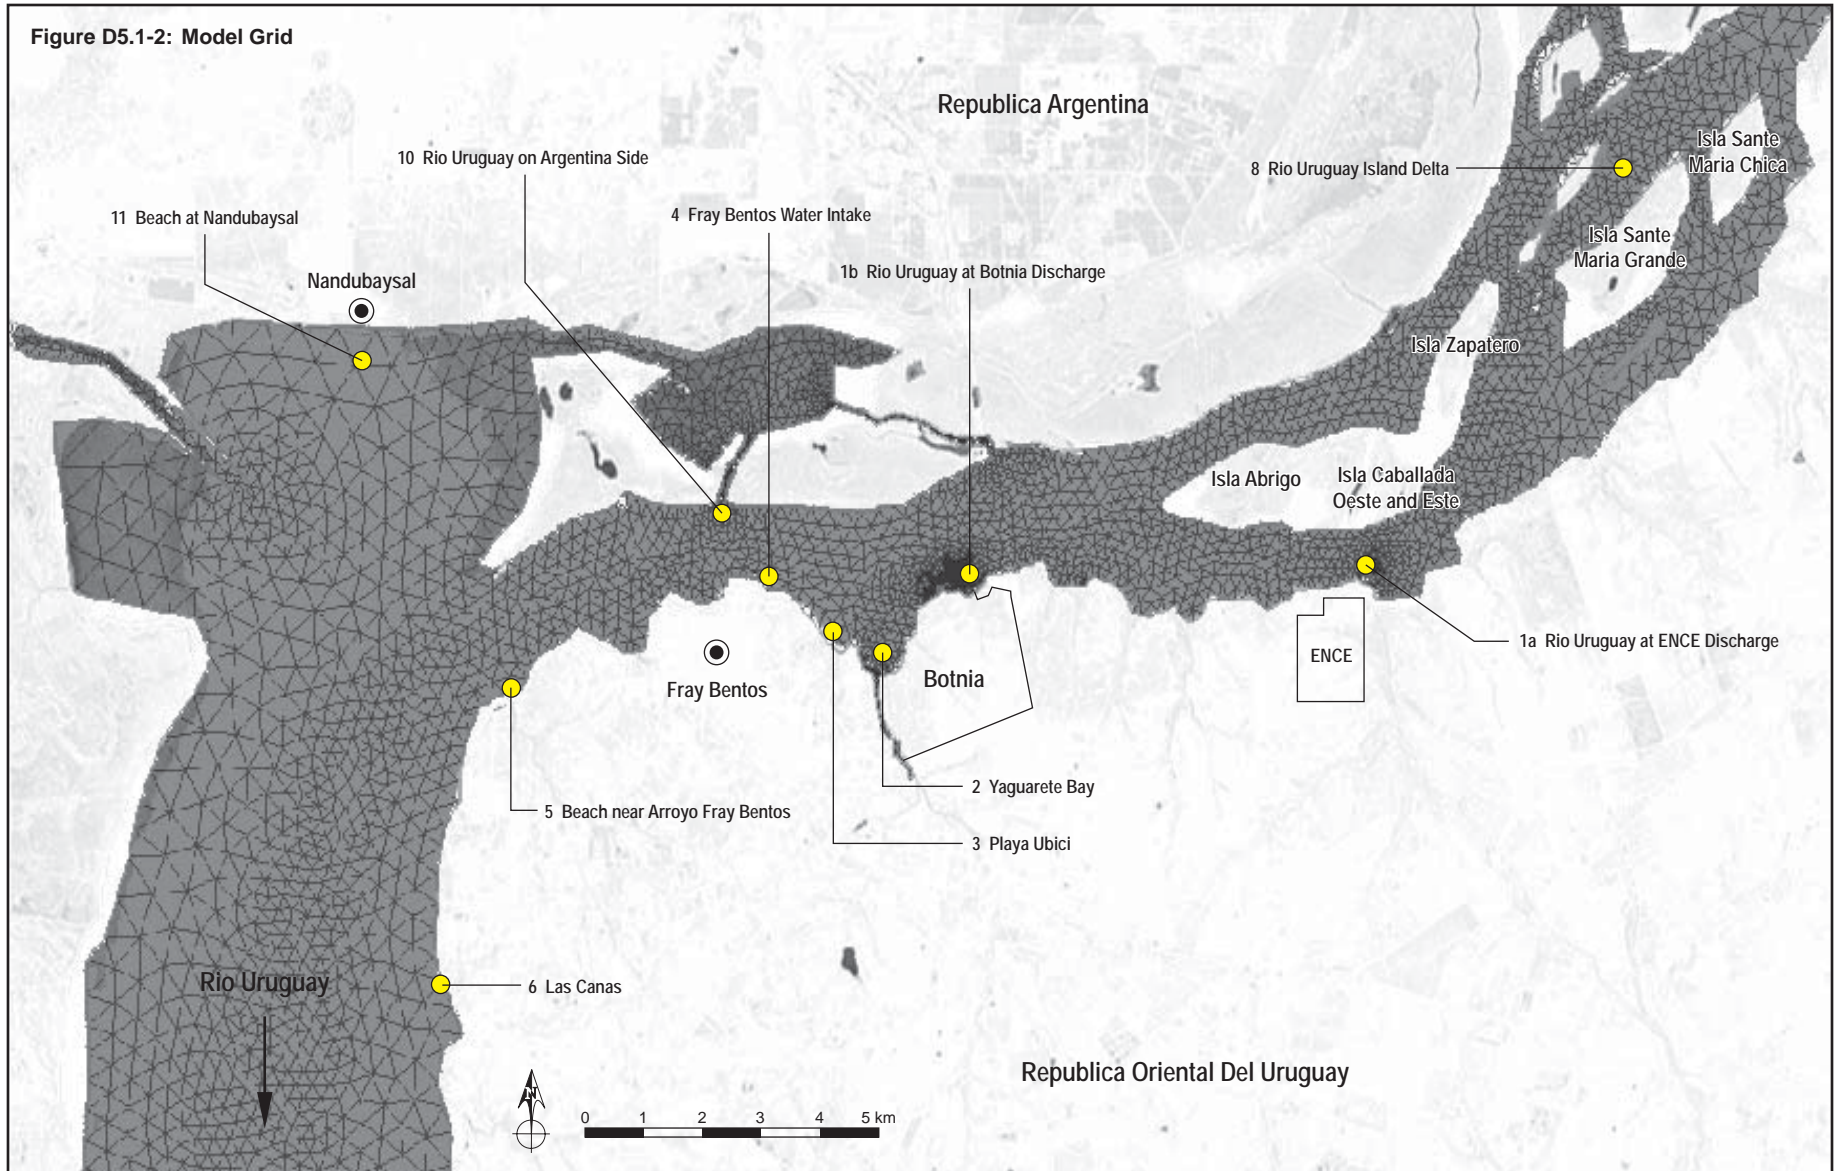 Figure D5.1-2: Model Grid
Republica Argentina
10 Rio Uruguay on Argentina Side
8 Rio Uruguay Island Delta
Isla Sante
Maria Chica
11 Beach at Nandubaysal
4 Fray Bentos Water Intake
Isla Sante
Maria Grande
1b Rio Uruguay at Botnia Discharge
Nandubaysal
Isla Zapatero
Isla Abrigo
Isla Caballada
Oeste and Este
1a Rio Uruguay at ENCE Discharge
ENCE
Botnia
Fray Bentos
2 Yaguarete Bay
5 Beach near Arroyo Fray Bentos
3 Playa Ubici
Rio Uruguay
6 Las Canas
Republica Oriental Del Uruguay
N
0 1 2 3 4 5 km